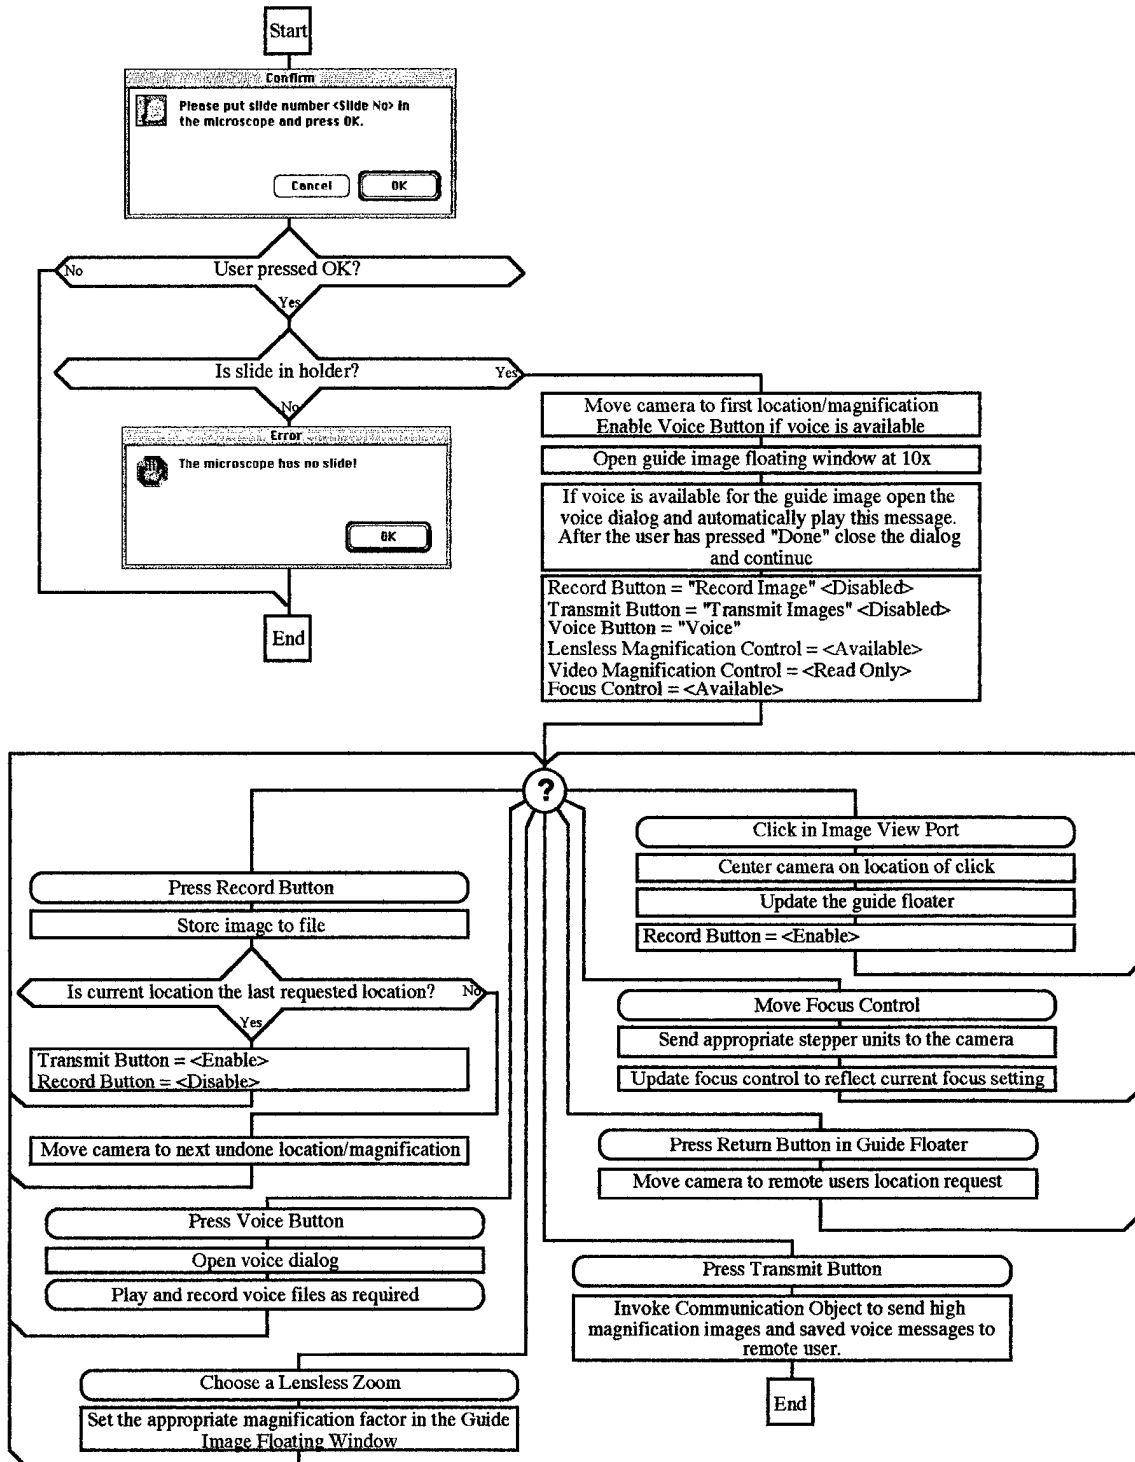 Start
Confirm
Please put slide number <Slide No> in
the microscope and press OK.
Cancel
OK
No
User pressed OK?
Yes
Is slide in holder?
Yes
No
Error
The microscope has no slide!
OK
End
Move camera to first location/magnification
Enable Voice Button if voice is available
Open guide image floating window at 10x
If voice is available for the guide image open the
voice dialog and automatically play this message.
After the user has pressed "Done" close the dialog
and continue
Record Button = "Record Image" <Disabled>
Transmit Button = "Transmit Images" <Disabled>
Voice Button = "Voice"
Lensless Magnification Control = <Available>
Video Magnification Control = <Read Only>
Focus Control = <Available>
?
Press Record Button
Store image to file
Is current location the last requested location?
No
Yes
Transmit Button = <Enable>
Record Button = <Disable>
Move camera to next undone location/magnification
Press Voice Button
Open voice dialog
Play and record voice files as required
Choose a Lensless Zoom
Set the appropriate magnification factor in the Guide
Image Floating Window
Click in Image View Port
Center camera on location of click
Update the guide floater
Record Button = <Enable>
Move Focus Control
Send appropriate stepper units to the camera
Update focus control to reflect current focus setting
Press Return Button in Guide Floater
Move camera to remote users location request
Press Transmit Button
Invoke Communication Object to send high
magnification images and saved voice messages to
remote user.
End